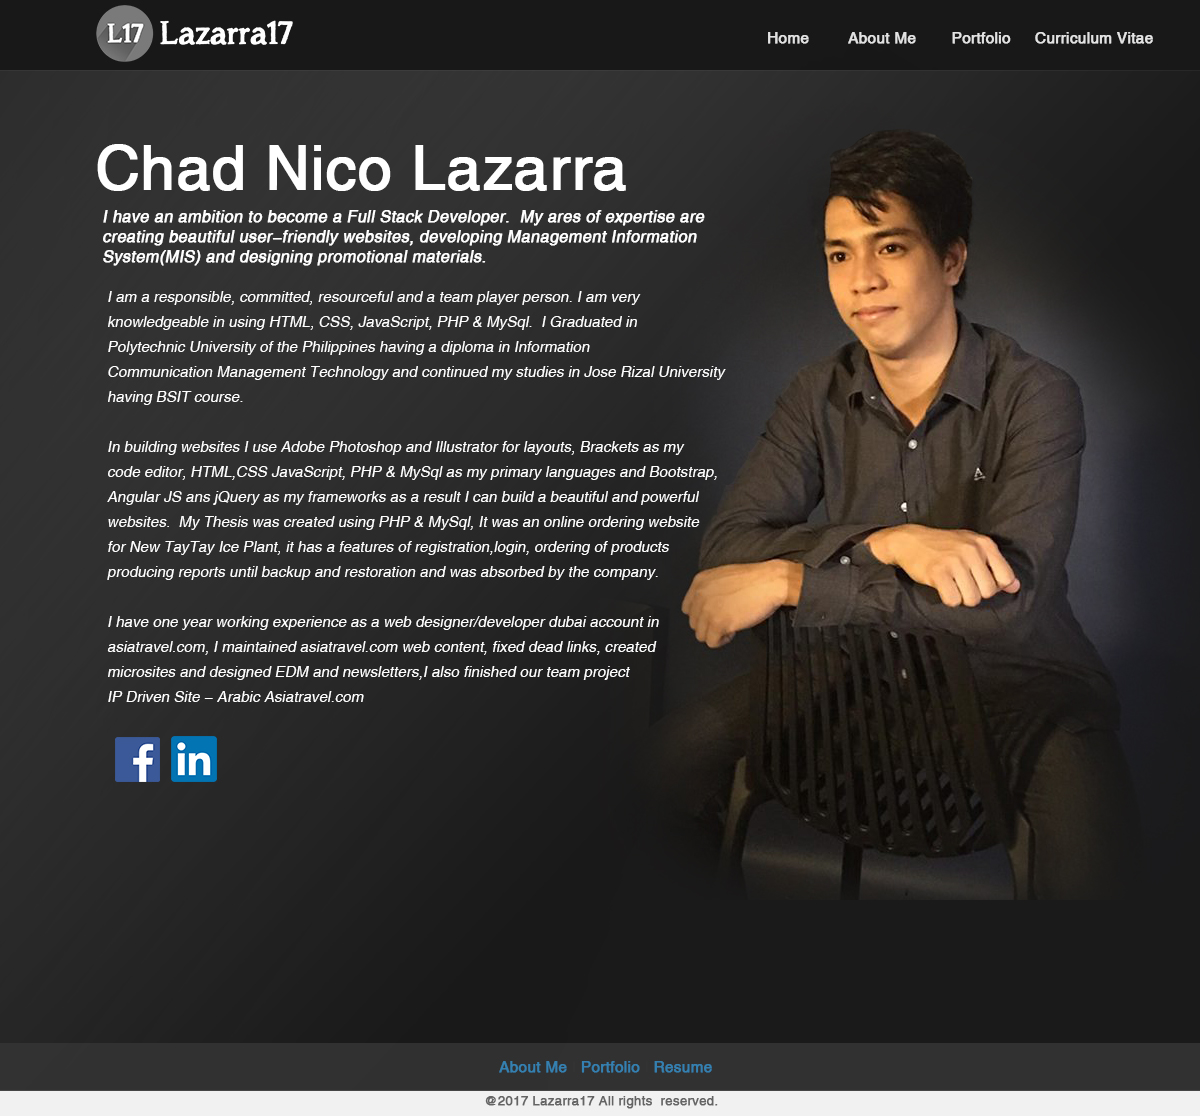 L17 Lazarra17
Home About Me Portfolio Curriculum Vitae
Chad Nico Lazarra
I have an ambition to become a Full Stack Developer.  My ares of expertise are
creating beautiful user–friendly websites, developing Management Information
System(MIS) and designing promotional materials.
I am a responsible, committed, resourceful and a team player person. I am very
knowledgeable in using HTML, CSS, JavaScript, PHP & MySql.  I Graduated in
Polytechnic University of the Philippines having a diploma in Information
Communication Management Technology and continued my studies in Jose Rizal University
having BSIT course.
In building websites I use Adobe Photoshop and Illustrator for layouts, Brackets as my
code editor, HTML,CSS JavaScript, PHP & MySql as my primary languages and Bootstrap,
Angular JS ans jQuery as my frameworks as a result I can build a beautiful and powerful
websites.  My Thesis was created using PHP & MySql, It was an online ordering website
for New TayTay Ice Plant, it has a features of registration,login, ordering of products
producing reports until backup and restoration and was absorbed by the company.
I have one year working experience as a web designer/developer dubai account in
asiatravel.com, I maintained asiatravel.com web content, fixed dead links, created
microsites and designed EDM and newsletters,I also finished our team project
IP Driven Site – Arabic Asiatravel.com
f in
About Me Portfolio Resume
@2017 Lazarra17 All rights  reserved.